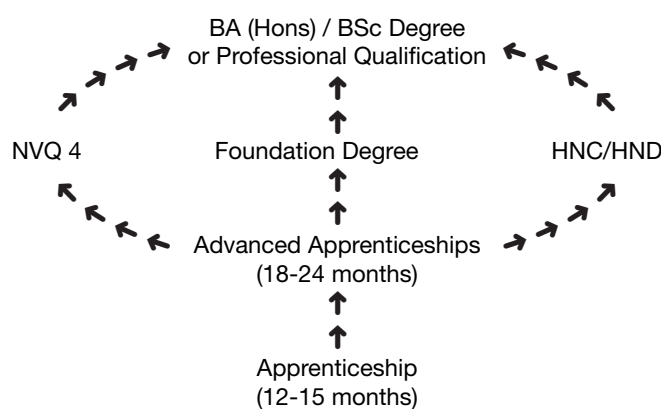 BA (Hons) / BSc Degree
or Professional Qualification
NVQ 4
Foundation Degree
HNC/HND
Advanced Apprenticeships
(18-24 months)
Apprenticeship
(12-15 months)